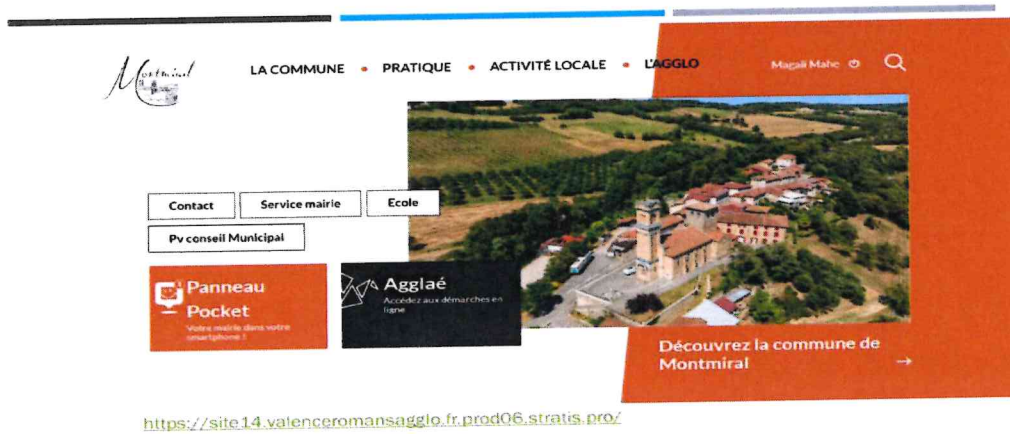 Montmiral
LA COMMUNE • PRATIQUE • ACTIVITÉ LOCALE • L'AGGLO
Magali Mahe
Contact
Service mairie
Ecole
Pv conseil Municipal
Panneau
Pocket
Votre mairie dans votre
smartphone !
Agglaé
Accédez aux démarches en
ligne
Découvrez la commune de
Montmiral →
https://site14.valenceromansagglo.fr.prod06.stratis.pro/